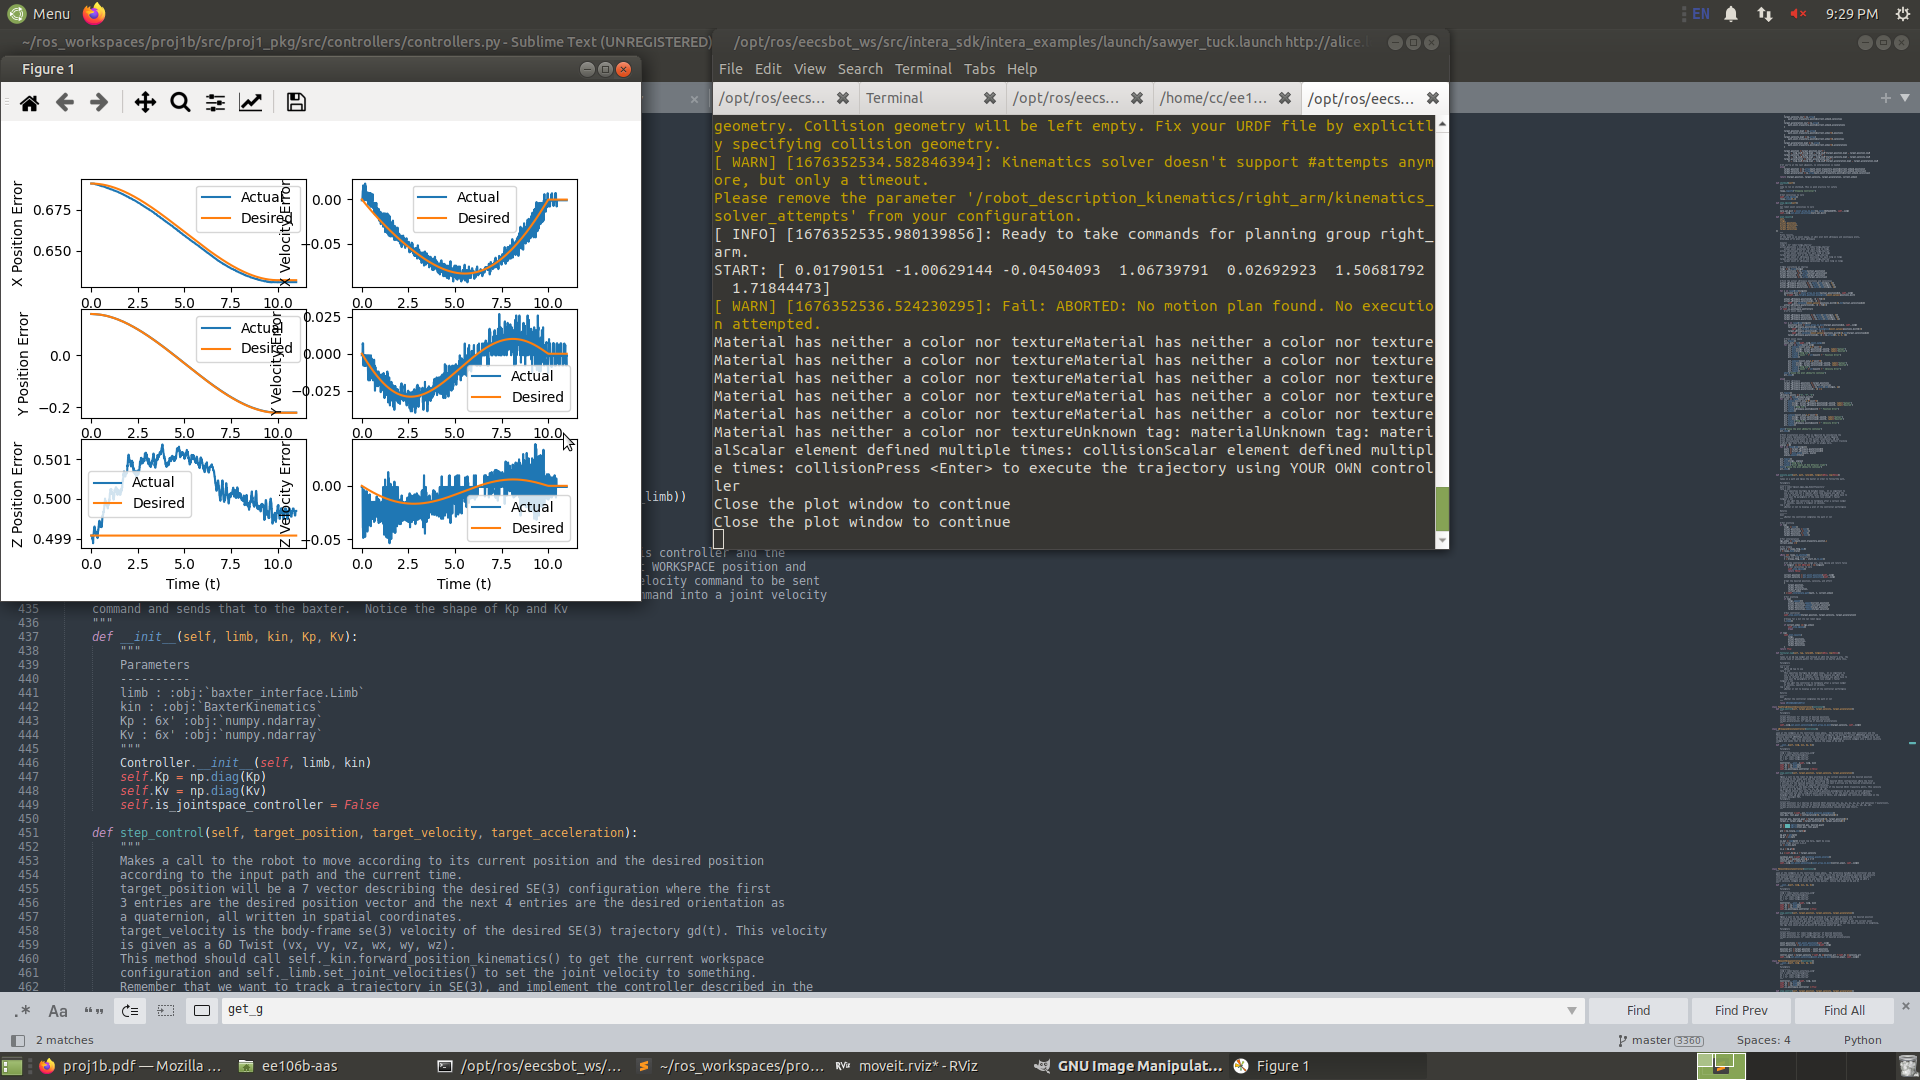 Menu
EN
9:29 PM
~/ros_workspaces/proj1b/src/proj1_pkg/src/controllers/controllers.py - Sublime Text (UNREGISTERED)
/opt/ros/eecsbot_ws/src/intera_sdk/intera_examples/launch/sawyer_tuck.launch http://alice.
Figure 1
File Edit View Search Terminal Tabs Help
/opt/ros/eecs... Terminal /opt/ros/eecs... /home/cc/ee1... /opt/ros/eecs...
X Position Error
0.675
0.650
0.0 2.5 5.0 7.5 10.0
Actual
Desired
X Velocity Error
0.00
−0.05
0.0 2.5 5.0 7.5 10.0
Actual
Desired
Y Position Error
0.0
−0.2
0.0 2.5 5.0 7.5 10.0
Actual
Desired
Y Velocity Error
0.025
0.000
−0.025
0.0 2.5 5.0 7.5 10.0
Actual
Desired
Z Position Error
0.501
0.500
0.499
0.0 2.5 5.0 7.5 10.0
Time (t)
Actual
Desired
Z Velocity Error
0.00
−0.05
0.0 2.5 5.0 7.5 10.0
Time (t)
Actual
Desired
geometry. Collision geometry will be left empty. Fix your URDF file by explicitl
y specifying collision geometry.
[ WARN] [1676352534.582846394]: Kinematics solver doesn't support #attempts anym
ore, but only a timeout.
Please remove the parameter '/robot_description_kinematics/right_arm/kinematics_
solver_attempts' from your configuration.
[ INFO] [1676352535.980139856]: Ready to take commands for planning group right_
arm.
START: [ 0.01790151 -1.00629144 -0.04504093  1.06739791  0.02692923  1.50681792
  1.71844473]
[ WARN] [1676352536.524230295]: Fail: ABORTED: No motion plan found. No executio
n attempted.
Material has neither a color nor textureMaterial has neither a color nor texture
Material has neither a color nor textureMaterial has neither a color nor texture
Material has neither a color nor textureMaterial has neither a color nor texture
Material has neither a color nor textureMaterial has neither a color nor texture
Material has neither a color nor textureMaterial has neither a color nor texture
Material has neither a color nor textureUnknown tag: materialUnknown tag: materi
alScalar element defined multiple times: collisionScalar element defined multipl
e times: collisionPress <Enter> to execute the trajectory using YOUR OWN control
ler
Close the plot window to continue
Close the plot window to continue
limb))
s controller and the
WORKSPACE position and
locity command to be sent
mmand into a joint velocity
435 command and sends that to the baxter.  Notice the shape of Kp and Kv
436 """
437 def __init__(self, limb, kin, Kp, Kv):
438 """
439 Parameters
440 ----------
441 limb : :obj:`baxter_interface.Limb`
442 kin : :obj:`BaxterKinematics`
443 Kp : 6x' :obj:`numpy.ndarray`
444 Kv : 6x' :obj:`numpy.ndarray`
445 """
446 Controller.__init__(self, limb, kin)
447 self.Kp = np.diag(Kp)
448 self.Kv = np.diag(Kv)
449 self.is_jointspace_controller = False
450
451 def step_control(self, target_position, target_velocity, target_acceleration):
452 """
453 Makes a call to the robot to move according to its current position and the desired position
454 according to the input path and the current time.
455 target_position will be a 7 vector describing the desired SE(3) configuration where the first
456 3 entries are the desired position vector and the next 4 entries are the desired orientation as
457 a quaternion, all written in spatial coordinates.
458 target_velocity is the body-frame se(3) velocity of the desired SE(3) trajectory gd(t). This velocity
459 is given as a 6D Twist (vx, vy, vz, wx, wy, wz).
460 This method should call self._kin.forward_position_kinematics() to get the current workspace
461 configuration and self._limb.set_joint_velocities() to set the joint velocity to something.
462 Remember that we want to track a trajectory in SE(3), and implement the controller described in the
.* Aa “” get_g Find Find Prev Find All
2 matches master 3360 Spaces: 4 Python
proj1b.pdf — Mozilla ... ee106b-aas /opt/ros/eecsbot_ws/... ~/ros_workspaces/pro... RViz moveit.rviz* - RViz GNU Image Manipulat... Figure 1